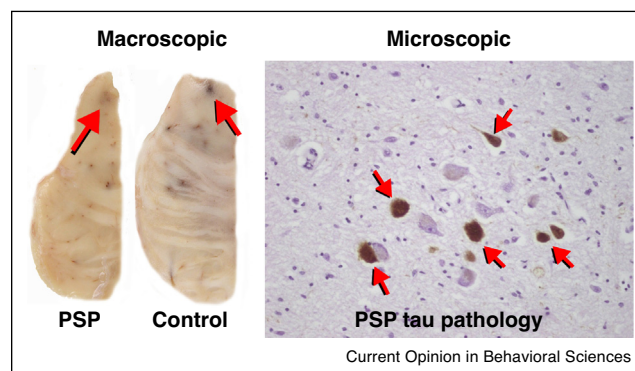 Macroscopic
Microscopic
PSP
Control
PSP tau pathology
Current Opinion in Behavioral Sciences